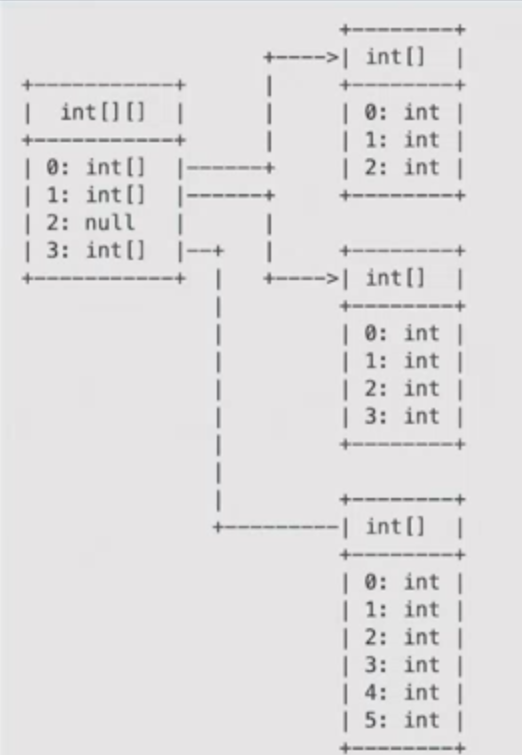 int[]
int[][]
0: int
1: int
0: int[]
2: int
1: int[]
2: null
3: int[]
int[]
0: int
1: int
2: int
3: int
int[]
0: int
1: int
2: int
3: int
4: int
5: int